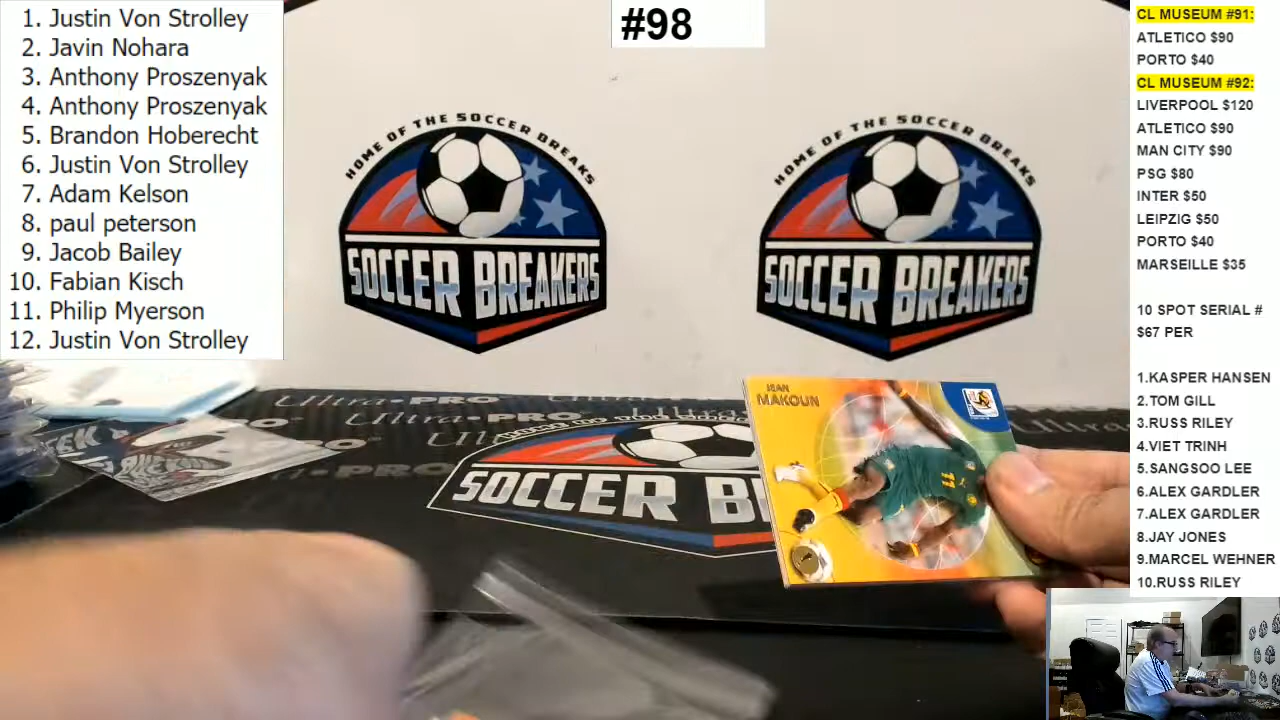 1. Justin Von Strolley
2. Javin Nohara
3. Anthony Proszenyak
4. Anthony Proszenyak
5. Brandon Hoberecht
6. Justin Von Strolley
7. Adam Kelson
8. paul peterson
9. Jacob Bailey
10. Fabian Kisch
11. Philip Myerson
12. Justin Von Strolley
#98
HOME OF THE SOCCER BREAKS
SOCCER BREAKERS
HOME OF THE SOCCER BREAKS
SOCCER BREAKERS
Ultra PRO
SOCCER
JEAN
MAKOUN
11
CL MUSEUM #91:
ATLETICO $90
PORTO $40
CL MUSEUM #92:
LIVERPOOL $120
ATLETICO $90
MAN CITY $90
PSG $80
INTER $50
LEIPZIG $50
PORTO $40
MARSEILLE $35
10 SPOT SERIAL #
$67 PER
1.KASPER HANSEN
2.TOM GILL
3.RUSS RILEY
4.VIET TRINH
5.SANGSOO LEE
6.ALEX GARDLER
7.ALEX GARDLER
8.JAY JONES
9.MARCEL WEHNER
10.RUSS RILEY